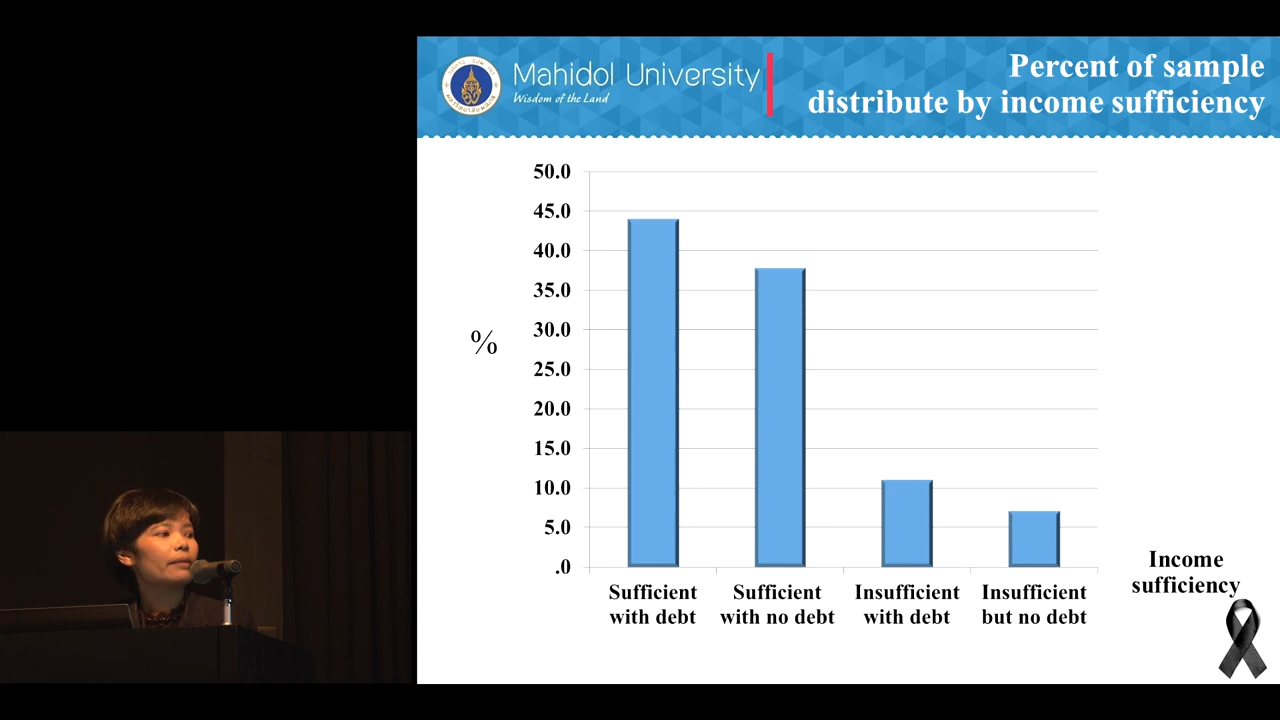 Mahidol University
Wisdom of the Land
Percent of sample
distribute by income sufficiency
50.0
45.0
40.0
35.0
30.0
25.0
20.0
15.0
10.0
5.0
.0
%
Sufficient
with debt
Sufficient
with no debt
Insufficient
with debt
Insufficient
but no debt
Income
sufficiency